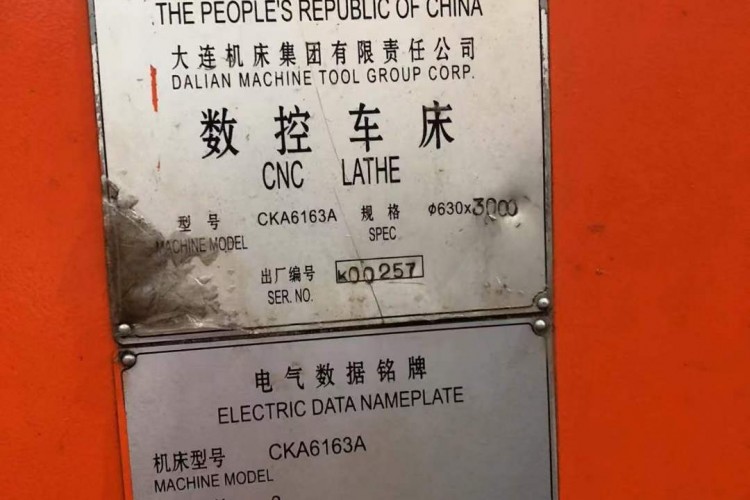 THE PEOPLE'S REPUBLIC OF CHINA
大连机床集团有限责任公司
DALIAN MACHINE TOOL GROUP CORP.
数控车床
CNC LATHE
型号 CKA6163A 规格 φ630x3000
MACHINE MODEL SPEC
出厂编号 K00257
SER. NO.
电气数据铭牌
ELECTRIC DATA NAMEPLATE
机床型号 CKA6163A
MACHINE MODEL